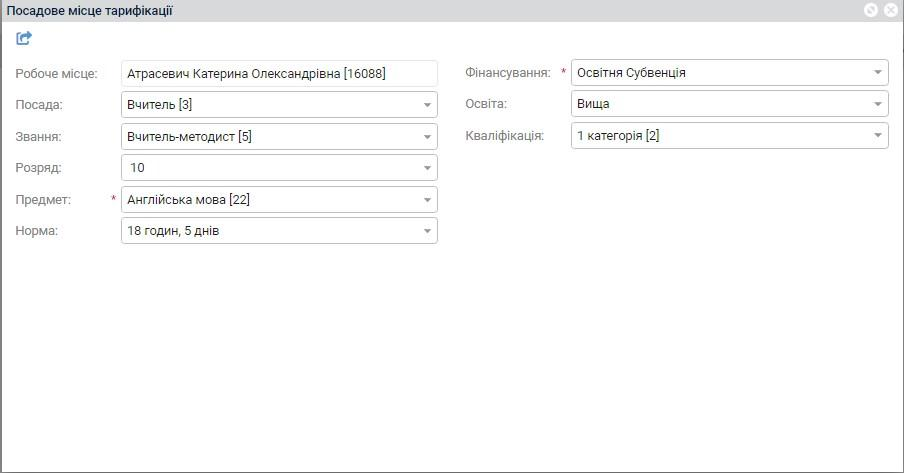 Посадове місце тарифікації
Робоче місце: Атрасевич Катерина Олександрівна [16088]
Посада: Вчитель [3]
Звання: Вчитель-методист [5]
Розряд: 10
Предмет: * Англійська мова [22]
Норма: 18 годин, 5 днів
Фінансування: * Освітня Субвенція
Освіта: Вища
Кваліфікація: 1 категорія [2]